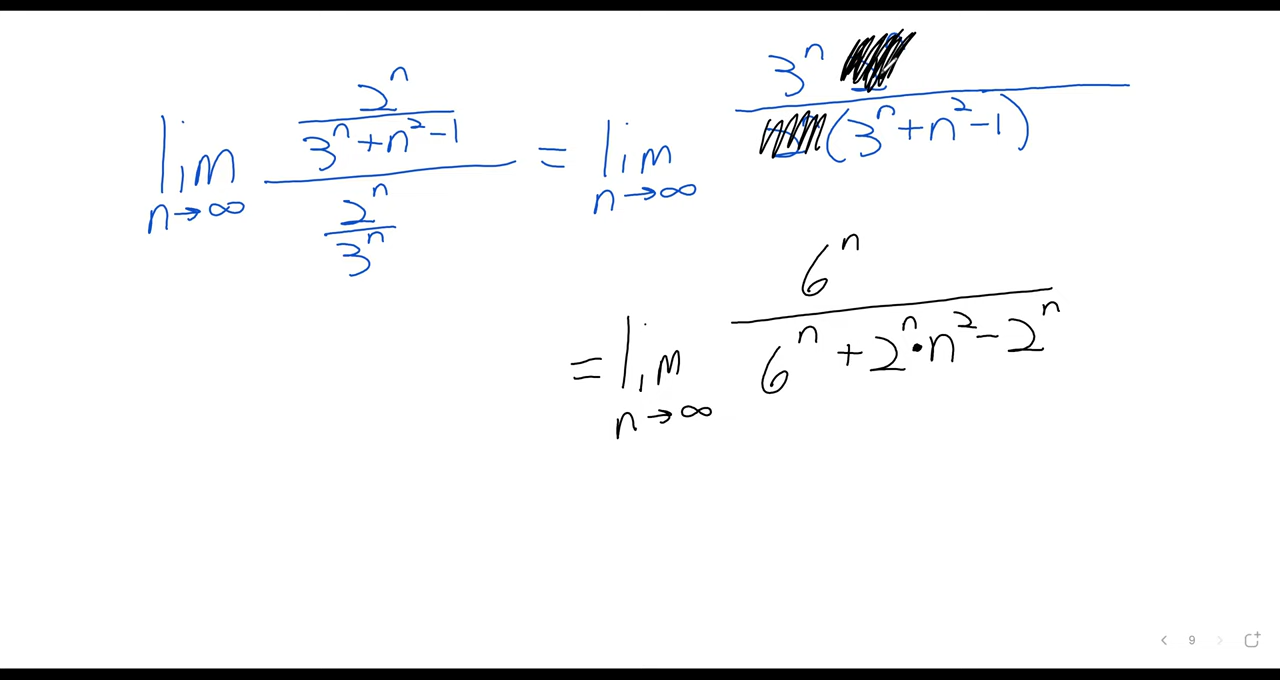 lim n→∞ (2^n/(3^n+n^2-1))/(2^n/3^n) = lim n→∞ 3^n/(3^n+n^2-1)
= lim n→∞ 6^n/(6^n+2^n•n^2-2^n)
< 9 >